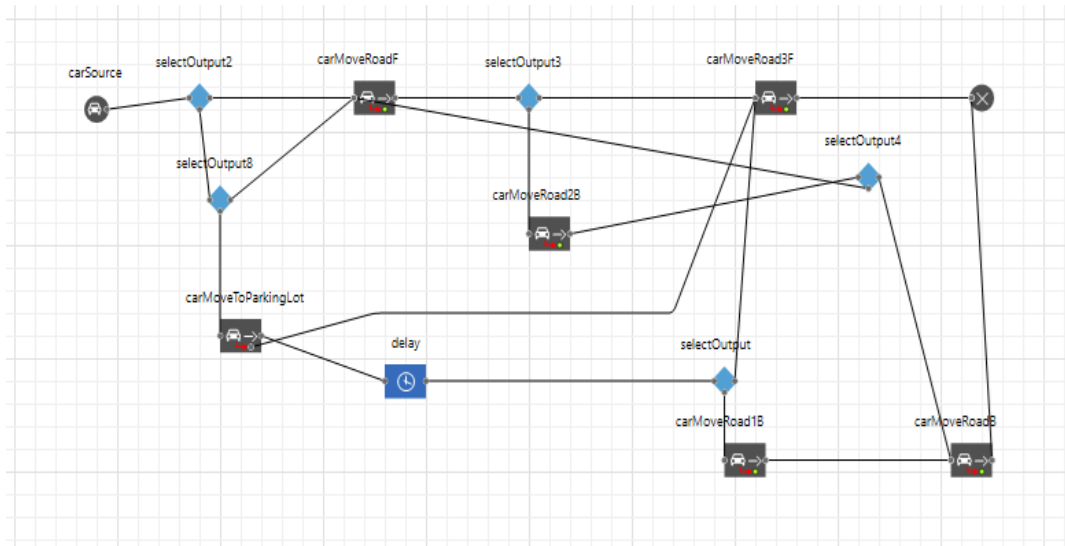 selectOutput2
carMoveRoadF
selectOutput3
carMoveRoad3F
carSource
selectOutput4
selectOutput8
carMoveRoad2B
carMoveToParkingLot
delay
selectOutput
carMoveRoad1B
carMoveRoadB